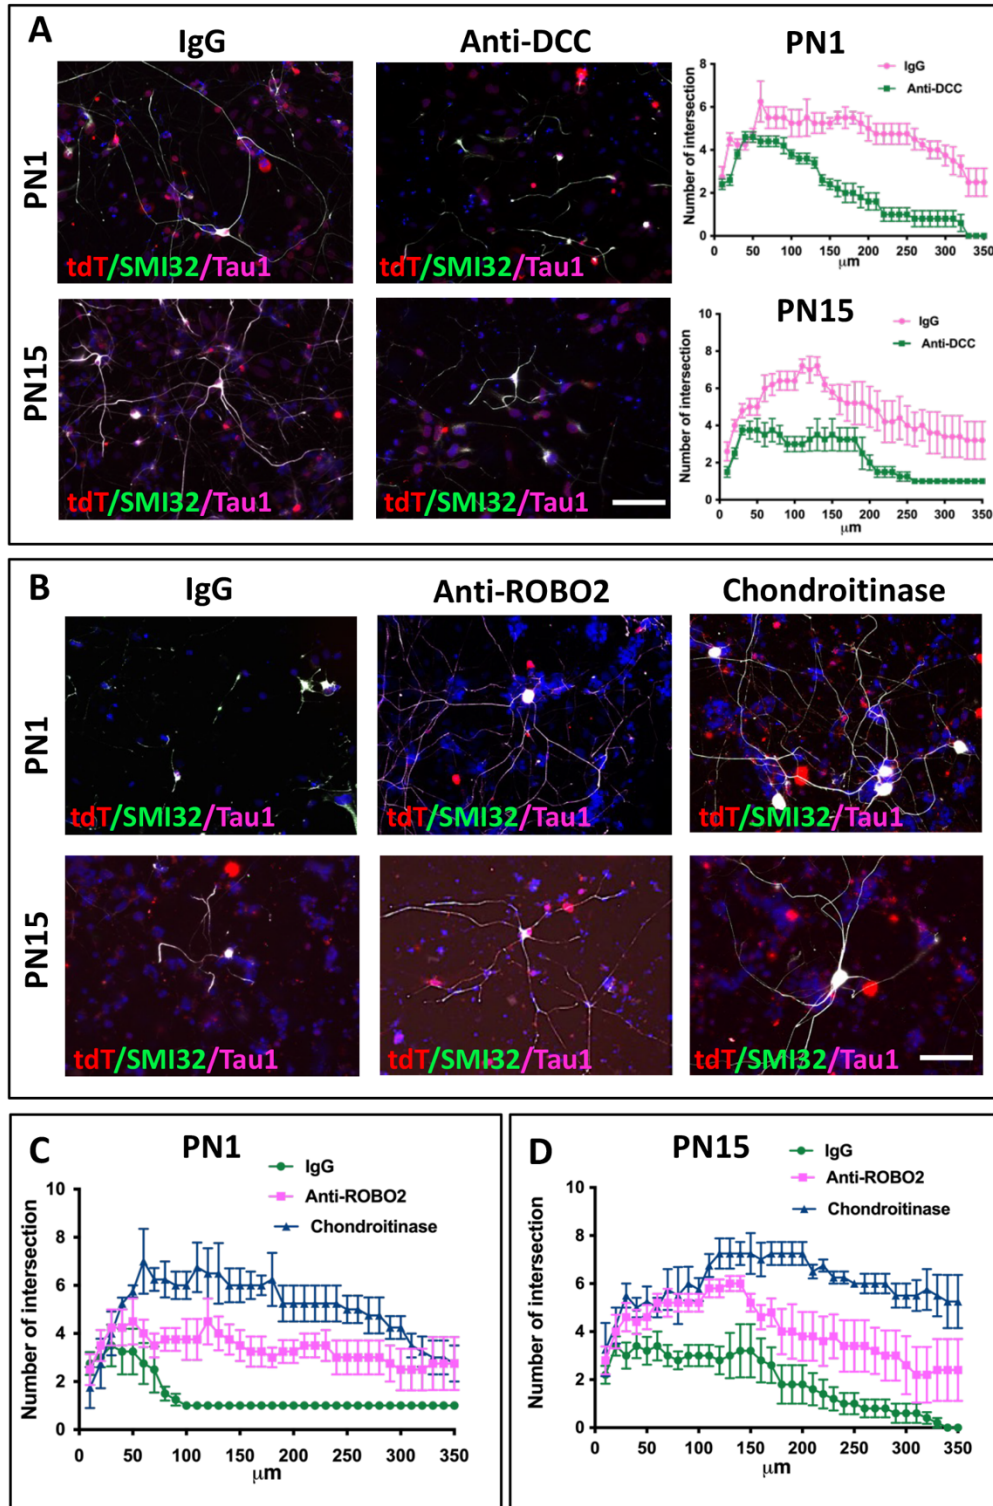 A
IgG
Anti-DCC
PN1
PN1
tdT/SMI32/Tau1
tdT/SMI32/Tau1
IgG
Anti-DCC
Number of intersection
8
6
4
2
0
0 50 100 150 200 250 300 350
μm
PN15
tdT/SMI32/Tau1
tdT/SMI32/Tau1
PN15
IgG
Anti-DCC
Number of intersection
10
8
6
4
2
0
0 50 100 150 200 250 300 350
μm
B
IgG
Anti-ROBO2
Chondroitinase
PN1
tdT/SMI32/Tau1
tdT/SMI32/Tau1
tdT/SMI32/Tau1
PN15
tdT/SMI32/Tau1
tdT/SMI32/Tau1
tdT/SMI32/Tau1
C
PN1
IgG
Anti-ROBO2
Chondroitinase
Number of intersection
10
8
6
4
2
0
0 50 100 150 200 250 300 350
μm
D
PN15
IgG
Anti-ROBO2
Chondroitinase
Number of intersection
10
8
6
4
2
0
0 50 100 150 200 250 300 350
μm